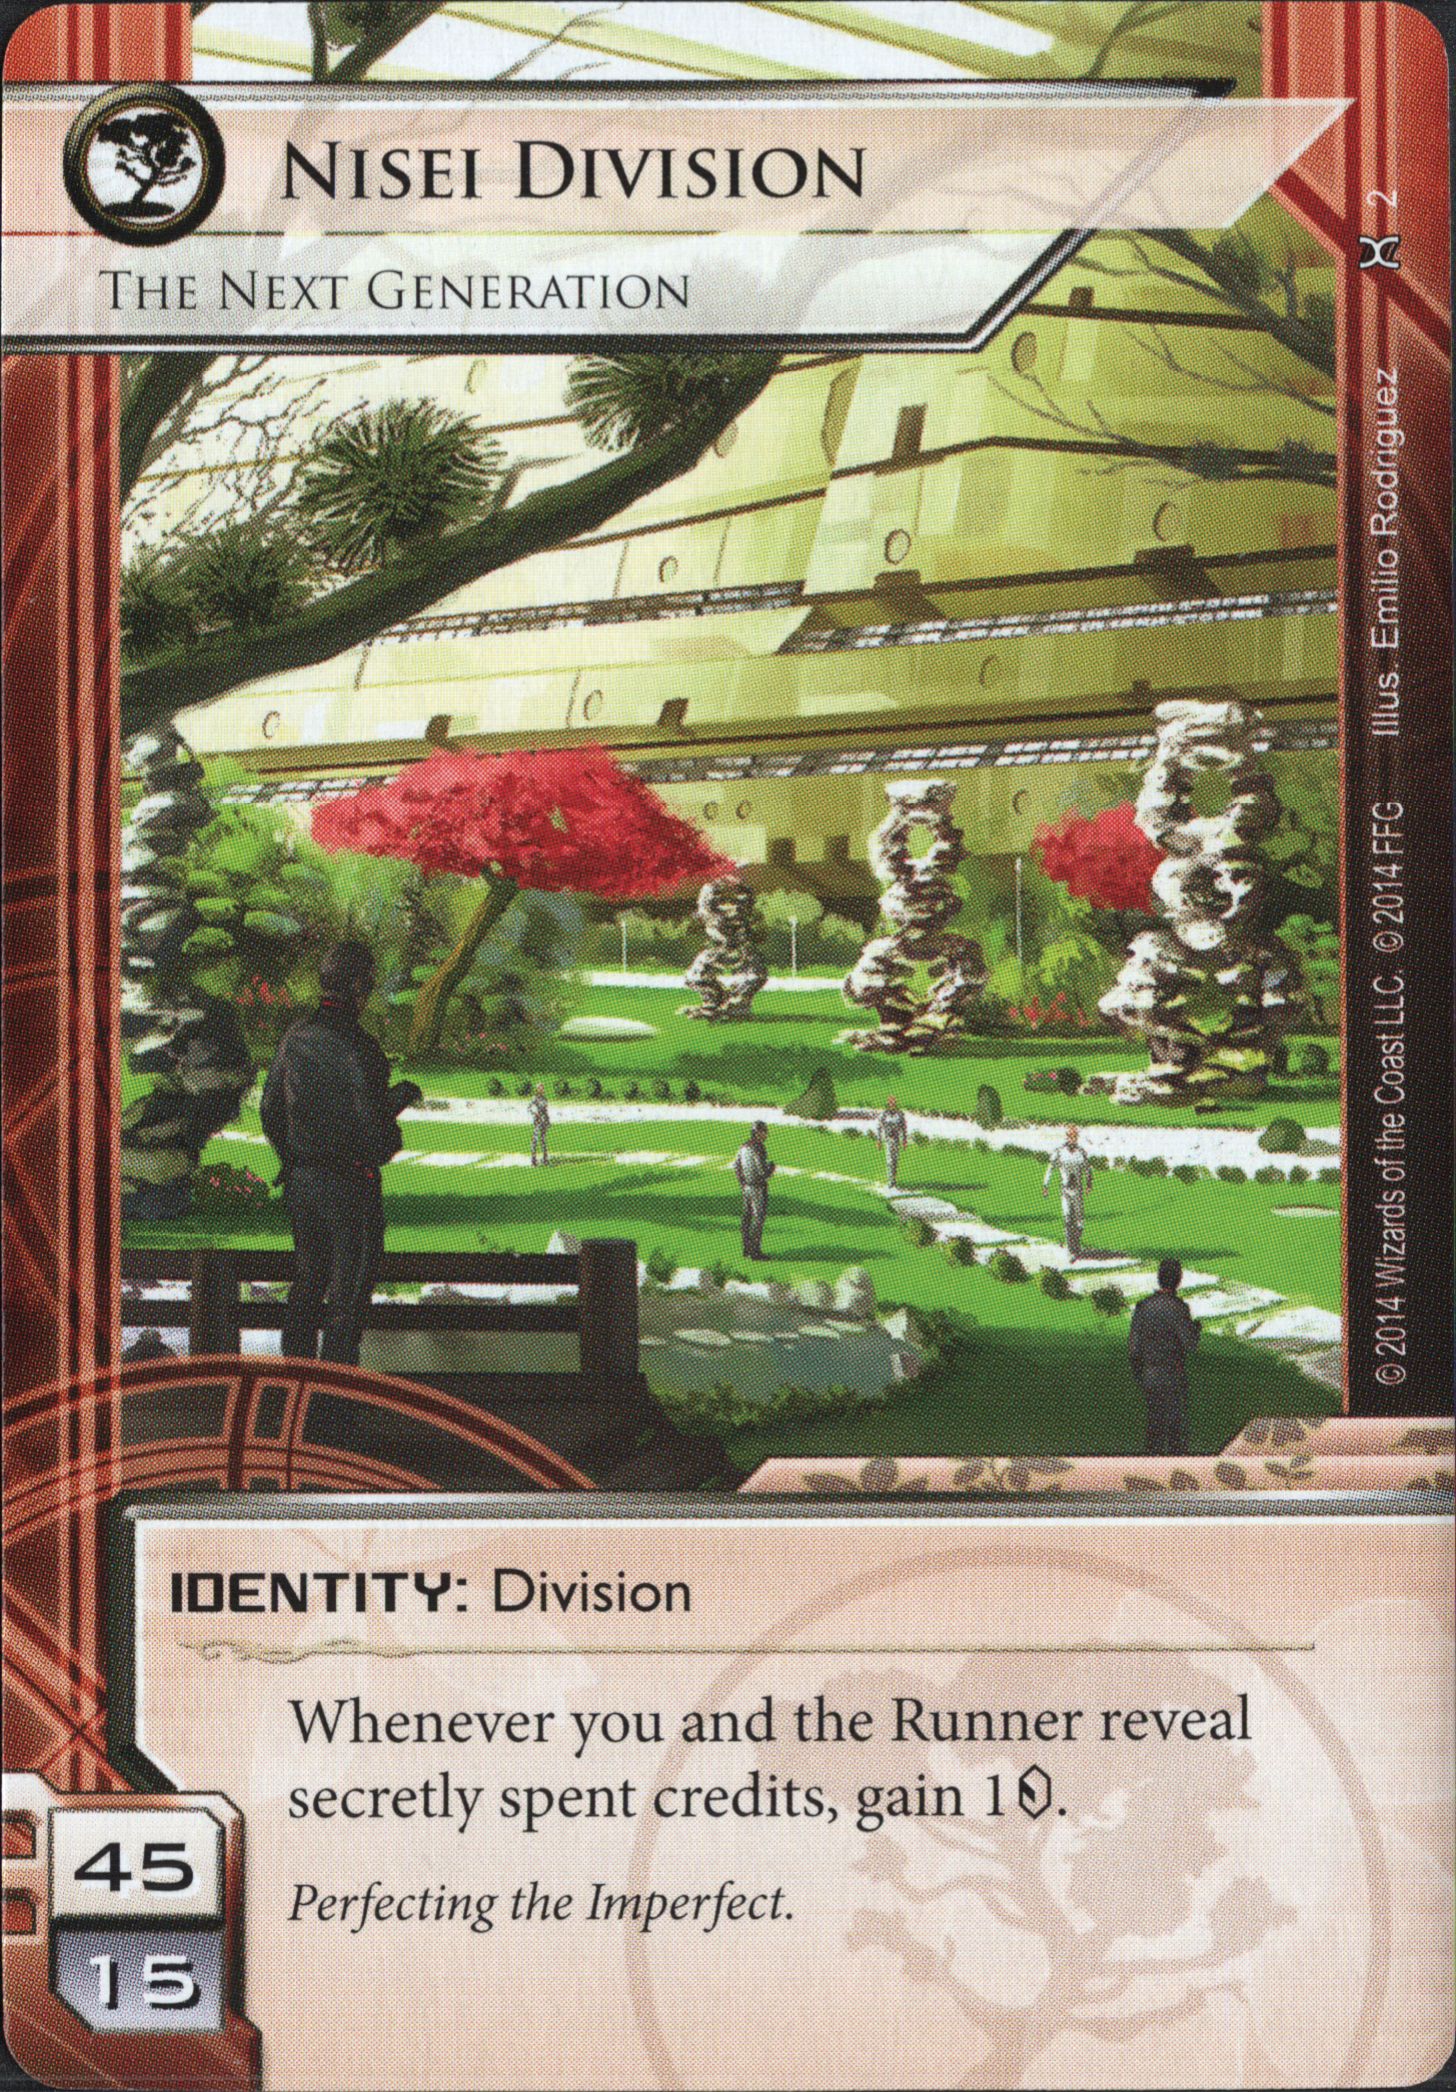 Nisei Division
The Next Generation
2
Illus. Emilio Rodriguez
© 2014 Wizards of the Coast LLC. © 2014 FFG
IDENTITY: Division
Whenever you and the Runner reveal
secretly spent credits, gain 1.
Perfecting the Imperfect.
45
15